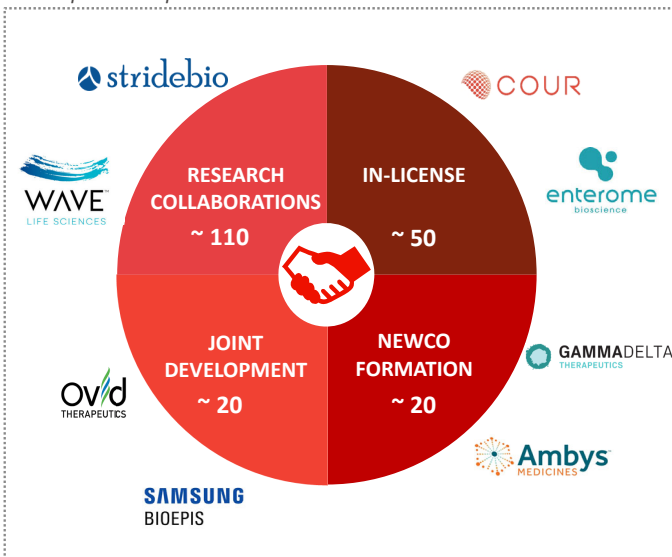 stridebio
COUR
WAVE
LIFE SCIENCES
enterome
bioscience
RESEARCH
COLLABORATIONS
~ 110
IN-LICENSE
~ 50
JOINT
DEVELOPMENT
~ 20
NEWCO
FORMATION
~ 20
GAMMADELTA
THERAPEUTICS
Ovid
THERAPEUTICS
Ambys
MEDICINES
SAMSUNG
BIOEPIS